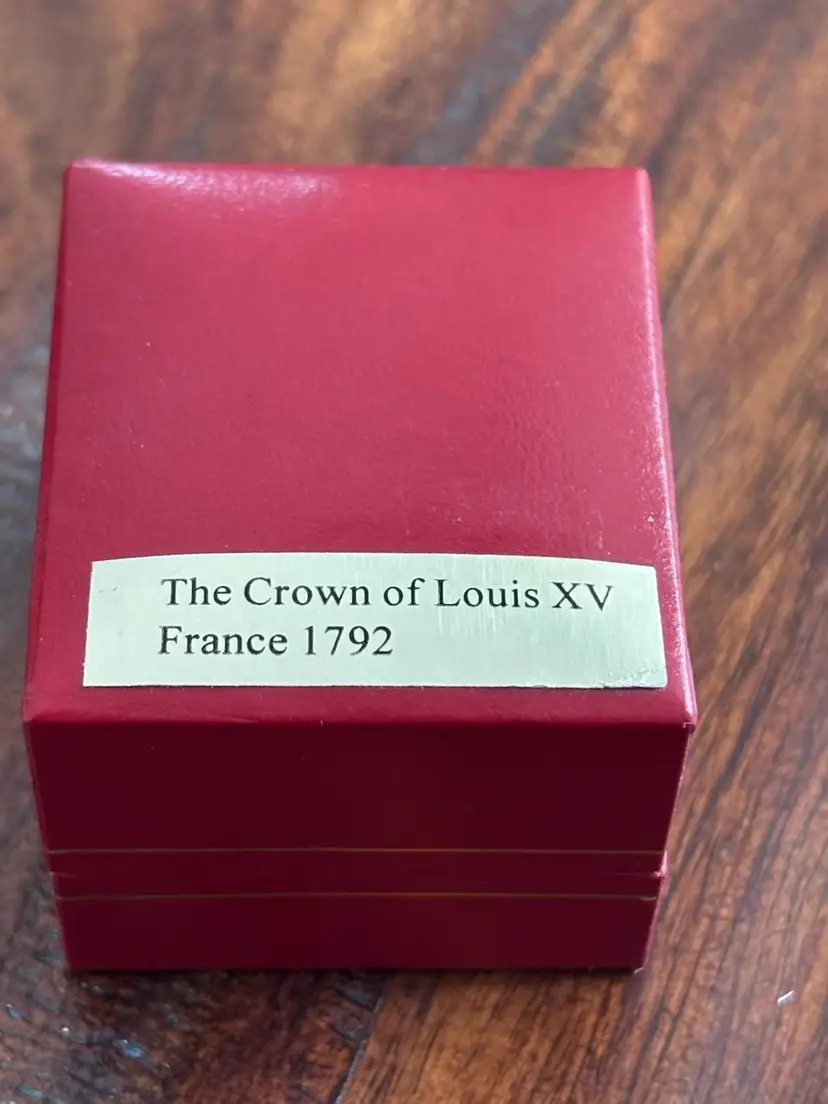 The Crown of Louis XV
France 1792